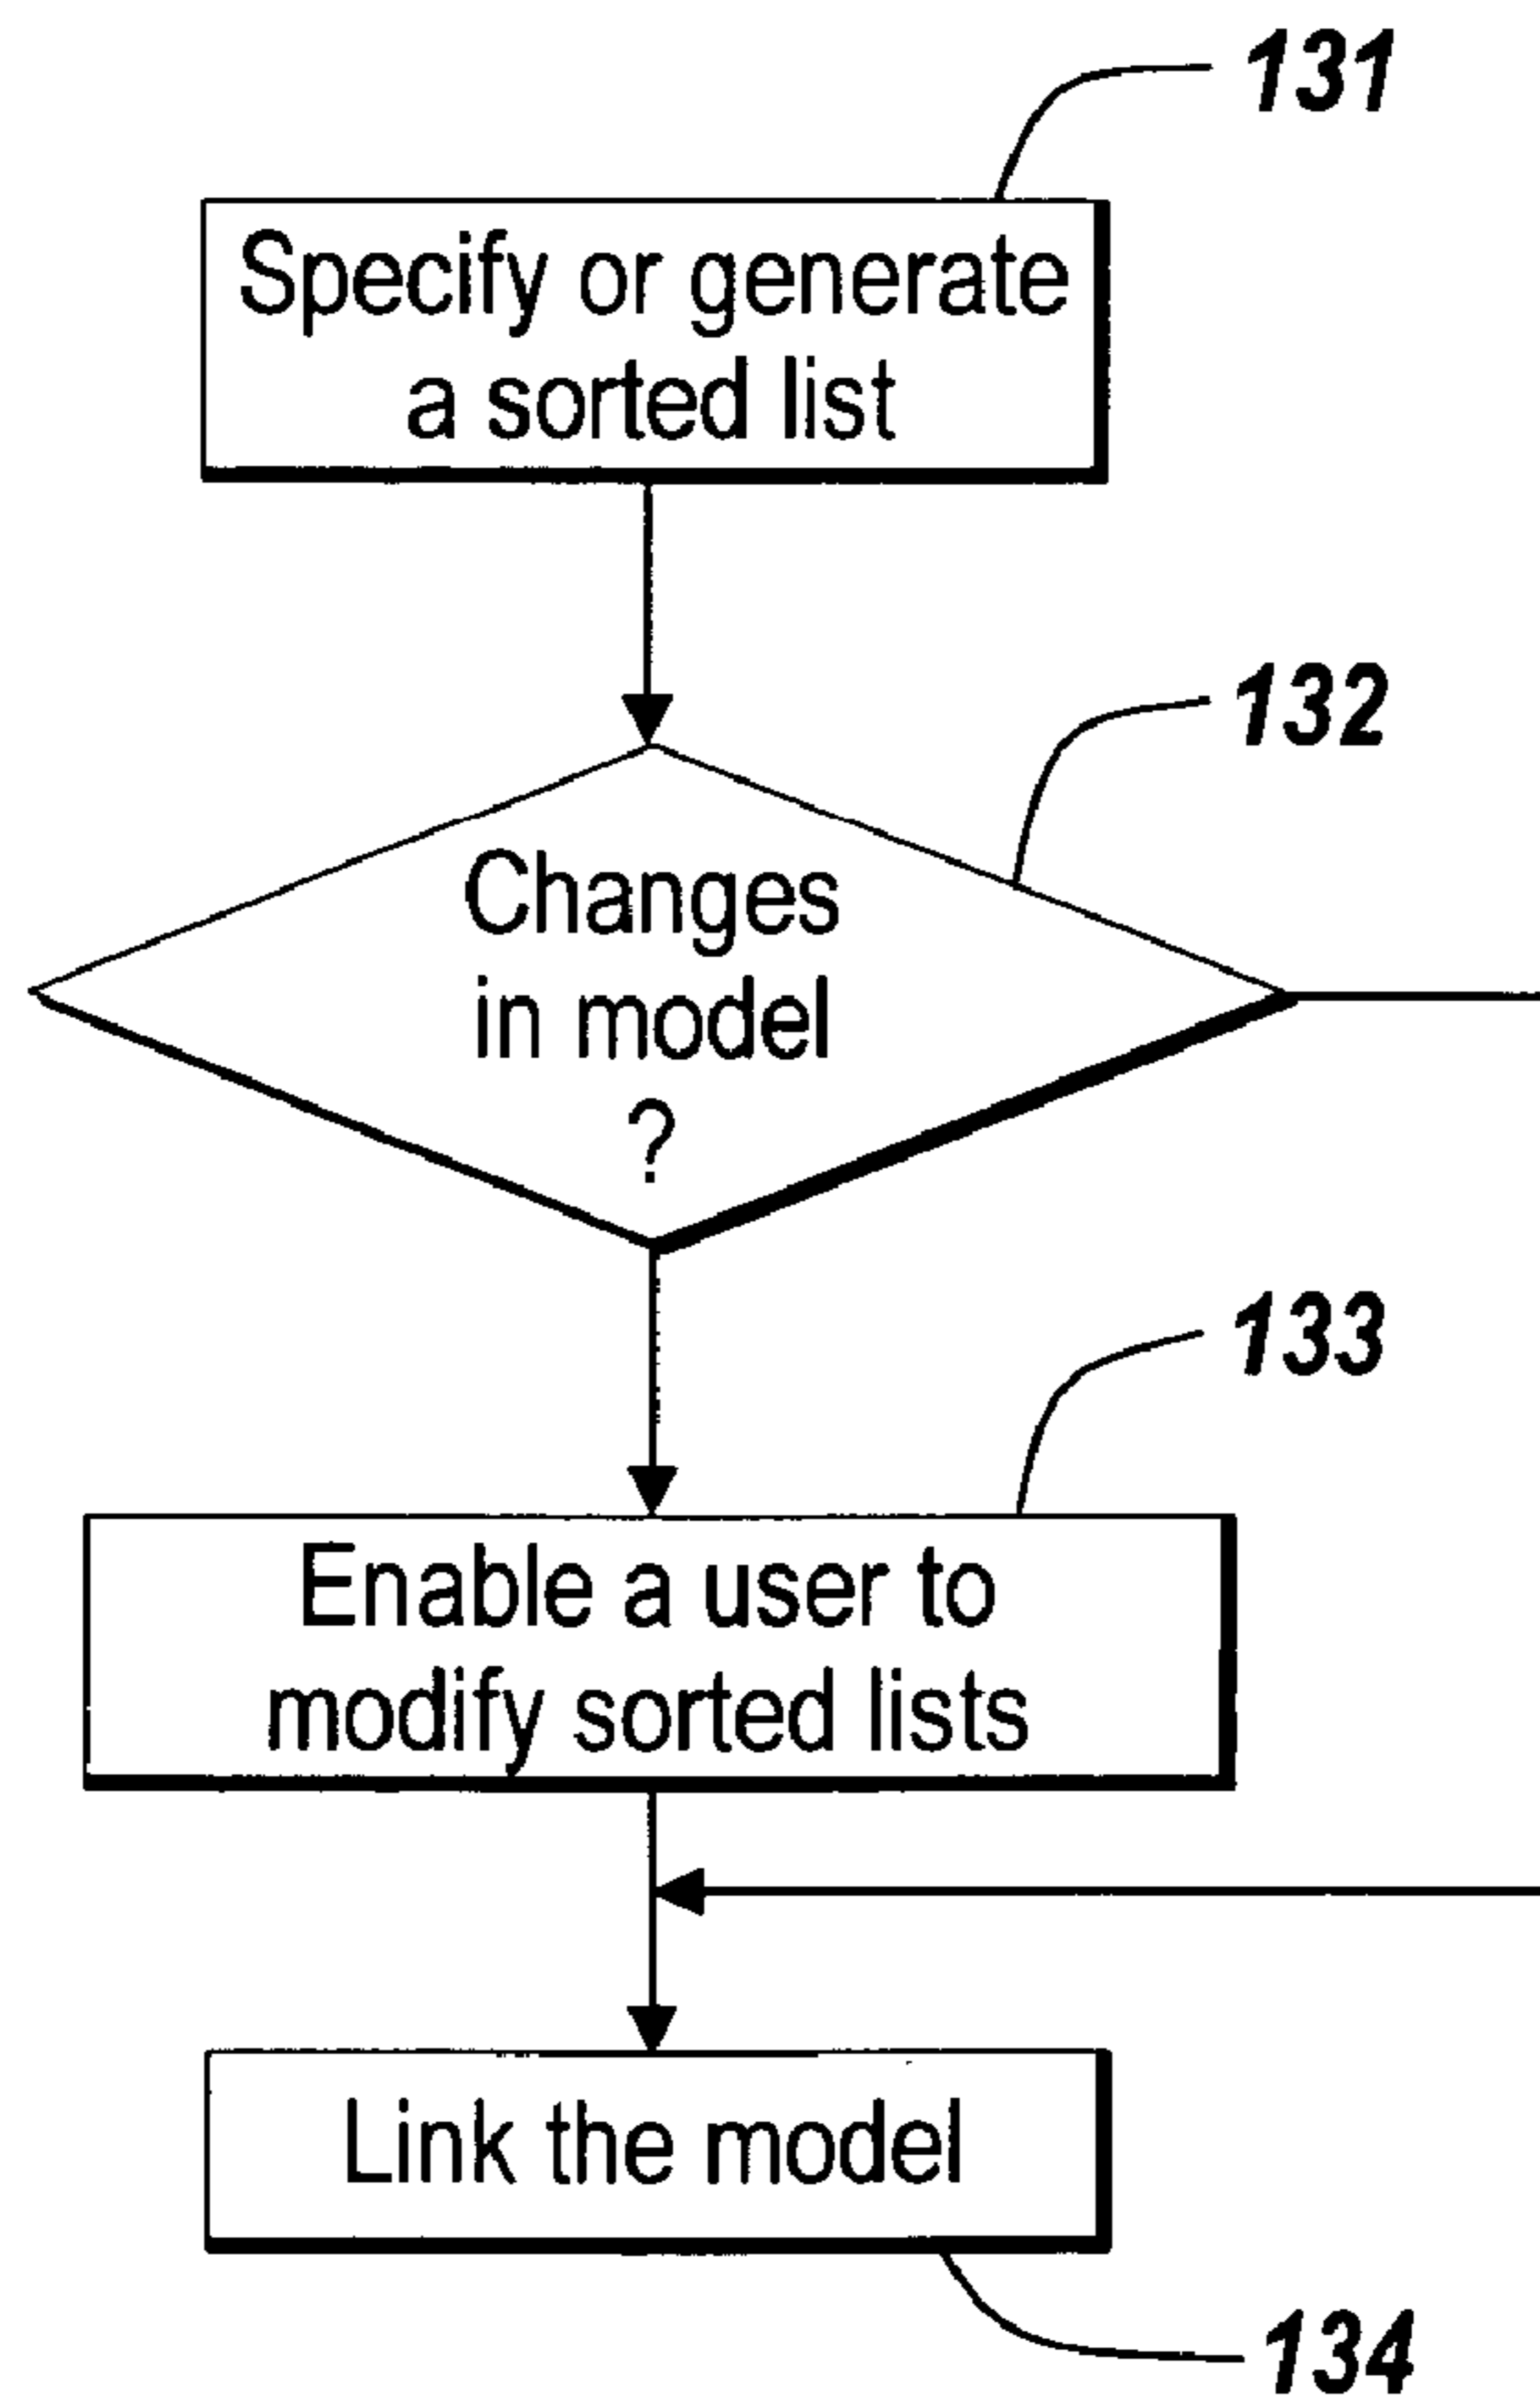 131
Specify or generate
a sorted list
132
Changes
in model
?
133
Enable a user to
modify sorted lists
Link the model
134